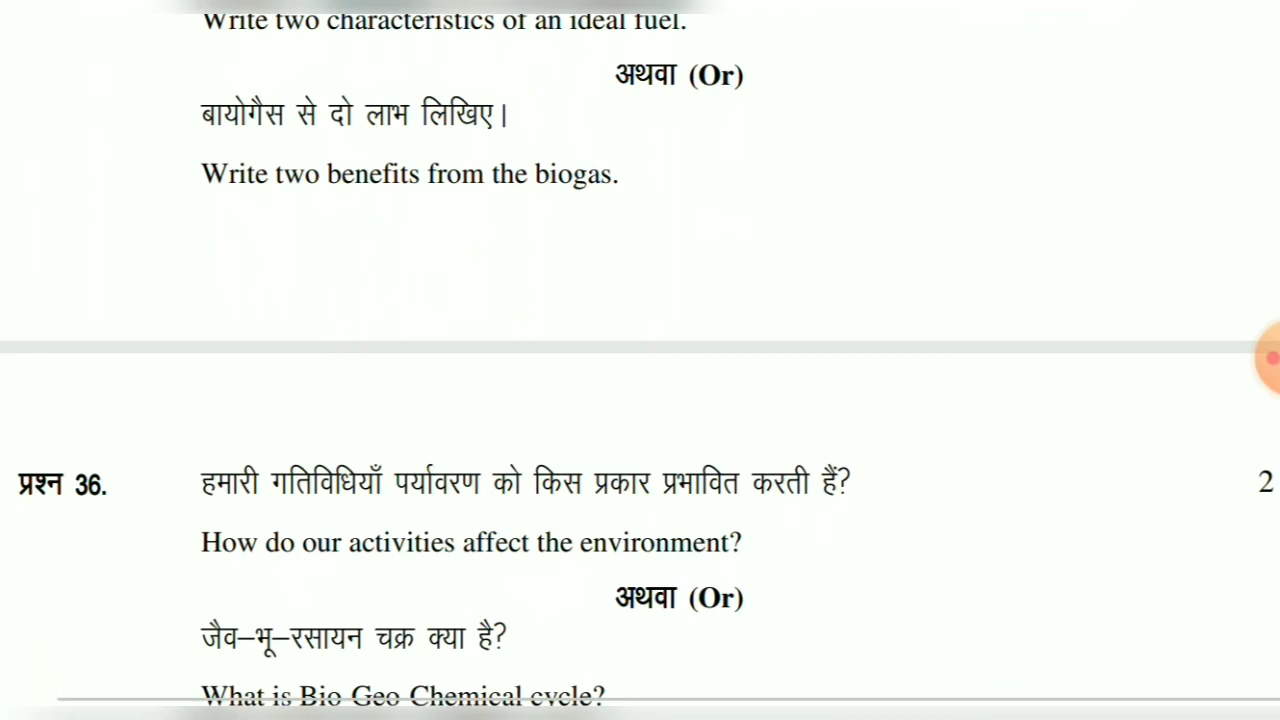 Write two characteristics of an ideal fuel.
अथवा (Or)
बायोगैस से दो लाभ लिखिए।
Write two benefits from the biogas.
प्रश्न 36. हमारी गतिविधियाँ पर्यावरण को किस प्रकार प्रभावित करती हैं? 2
How do our activities affect the environment?
अथवा (Or)
जैव–भू–रसायन चक्र क्या है?
What is Bio Geo Chemical cycle?